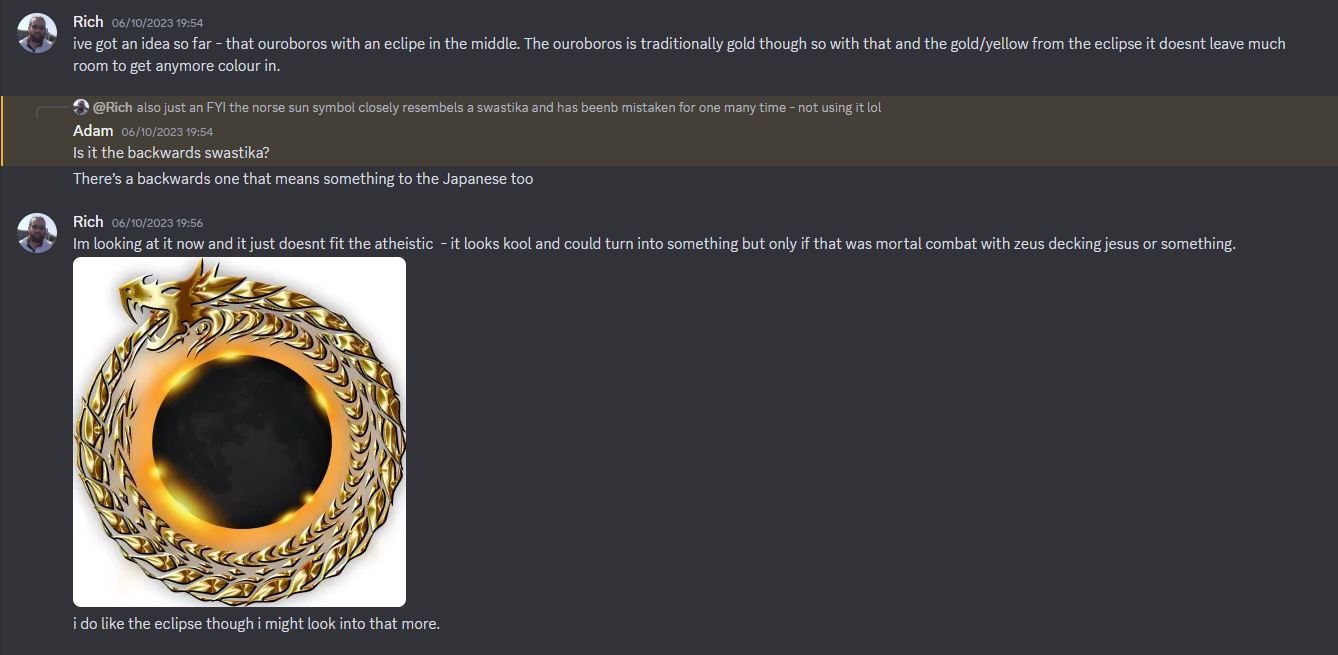 Rich 06/10/2023 19:54
ive got an idea so far - that ouroboros with an eclipe in the middle. The ouroboros is traditionally gold though so with that and the gold/yellow from the eclipse it doesnt leave much
room to get anymore colour in.
@Rich also just an FYI the norse sun symbol closely resembels a swastika and has beenb mistaken for one many time - not using it lol
Adam 06/10/2023 19:54
Is it the backwards swastika?
There’s a backwards one that means something to the Japanese too
Rich 06/10/2023 19:56
Im looking at it now and it just doesnt fit the atheistic - it looks kool and could turn into something but only if that was mortal combat with zeus decking jesus or something.
i do like the eclipse though i might look into that more.